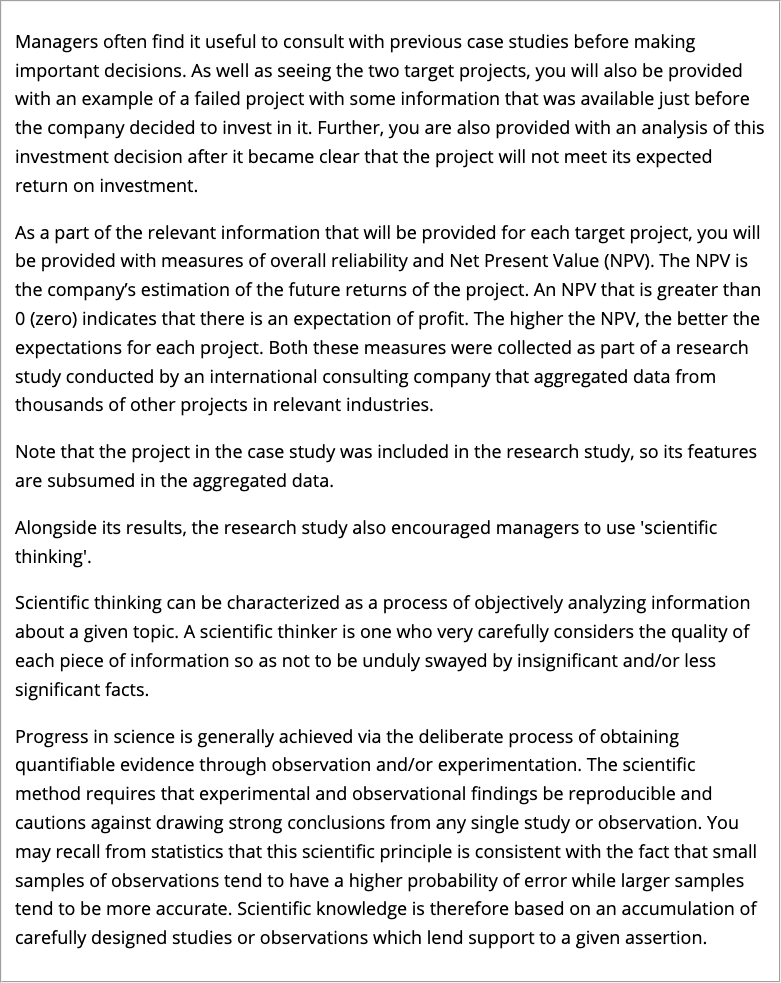 Managers often find it useful to consult with previous case studies before making
important decisions. As well as seeing the two target projects, you will also be provided
with an example of a failed project with some information that was available just before
the company decided to invest in it. Further, you are also provided with an analysis of this
investment decision after it became clear that the project will not meet its expected
return on investment.
As a part of the relevant information that will be provided for each target project, you will
be provided with measures of overall reliability and Net Present Value (NPV). The NPV is
the company’s estimation of the future returns of the project. An NPV that is greater than
0 (zero) indicates that there is an expectation of profit. The higher the NPV, the better the
expectations for each project. Both these measures were collected as part of a research
study conducted by an international consulting company that aggregated data from
thousands of other projects in relevant industries.
Note that the project in the case study was included in the research study, so its features
are subsumed in the aggregated data.
Alongside its results, the research study also encouraged managers to use 'scientific
thinking'.
Scientific thinking can be characterized as a process of objectively analyzing information
about a given topic. A scientific thinker is one who very carefully considers the quality of
each piece of information so as not to be unduly swayed by insignificant and/or less
significant facts.
Progress in science is generally achieved via the deliberate process of obtaining
quantifiable evidence through observation and/or experimentation. The scientific
method requires that experimental and observational findings be reproducible and
cautions against drawing strong conclusions from any single study or observation. You
may recall from statistics that this scientific principle is consistent with the fact that small
samples of observations tend to have a higher probability of error while larger samples
tend to be more accurate. Scientific knowledge is therefore based on an accumulation of
carefully designed studies or observations which lend support to a given assertion.